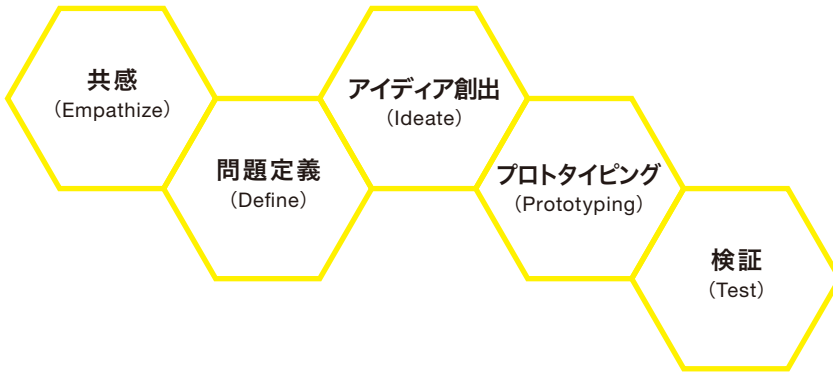 共感
（Empathize）
問題定義
（Define）
アイディア創出
（Ideate）
プロトタイピング
（Prototyping）
検証
（Test）